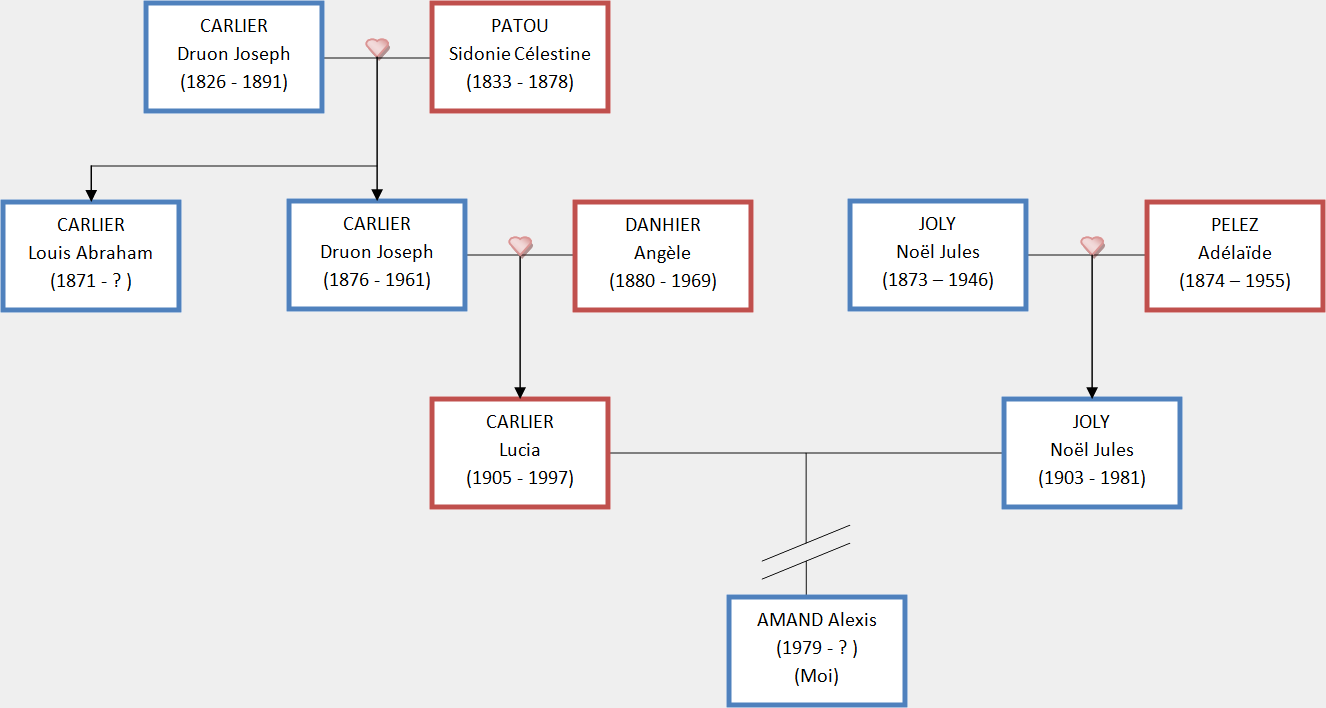 CARLIER
Druon Joseph
(1826 - 1891)
PATOU
Sidonie Célestine
(1833 - 1878)
CARLIER
Louis Abraham
(1871 - ? )
CARLIER
Druon Joseph
(1876 - 1961)
DANHIER
Angèle
(1880 - 1969)
JOLY
Noël Jules
(1873 – 1946)
PELEZ
Adélaïde
(1874 – 1955)
CARLIER
Lucia
(1905 - 1997)
JOLY
Noël Jules
(1903 - 1981)
AMAND Alexis
(1979 - ? )
(Moi)